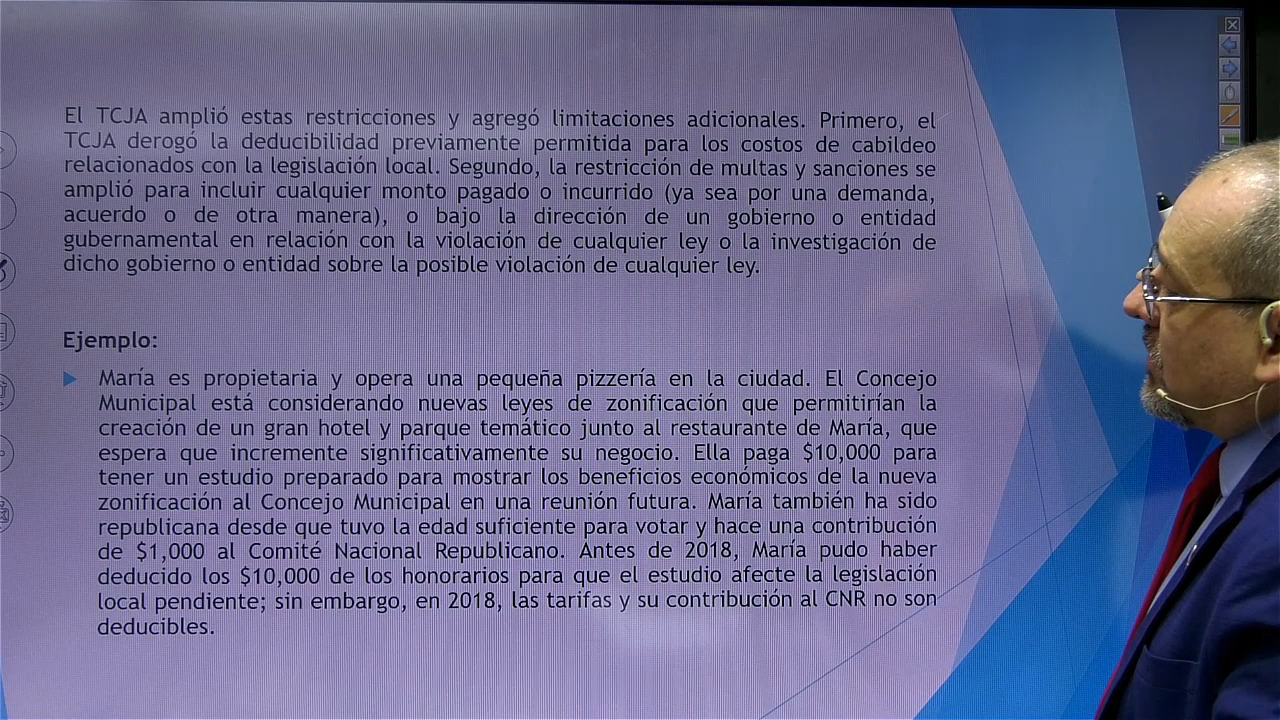 El TCJA amplió estas restricciones y agregó limitaciones adicionales. Primero, el
TCJA derogó la deducibilidad previamente permitida para los costos de cabildeo
relacionados con la legislación local. Segundo, la restricción de multas y sanciones se
amplió para incluir cualquier monto pagado o incurrido (ya sea por una demanda,
acuerdo o de otra manera), o bajo la dirección de un gobierno o entidad
gubernamental en relación con la violación de cualquier ley o la investigación de
dicho gobierno o entidad sobre la posible violación de cualquier ley.
Ejemplo:
María es propietaria y opera una pequeña pizzería en la ciudad. El Concejo
Municipal está considerando nuevas leyes de zonificación que permitirían la
creación de un gran hotel y parque temático junto al restaurante de María, que
espera que incremente significativamente su negocio. Ella paga $10,000 para
tener un estudio preparado para mostrar los beneficios económicos de la nueva
zonificación al Concejo Municipal en una reunión futura. María también ha sido
republicana desde que tuvo la edad suficiente para votar y hace una contribución
de $1,000 al Comité Nacional Republicano. Antes de 2018, María pudo haber
deducido los $10,000 de los honorarios para que el estudio afecte la legislación
local pendiente; sin embargo, en 2018, las tarifas y su contribución al CNR no son
deducibles.